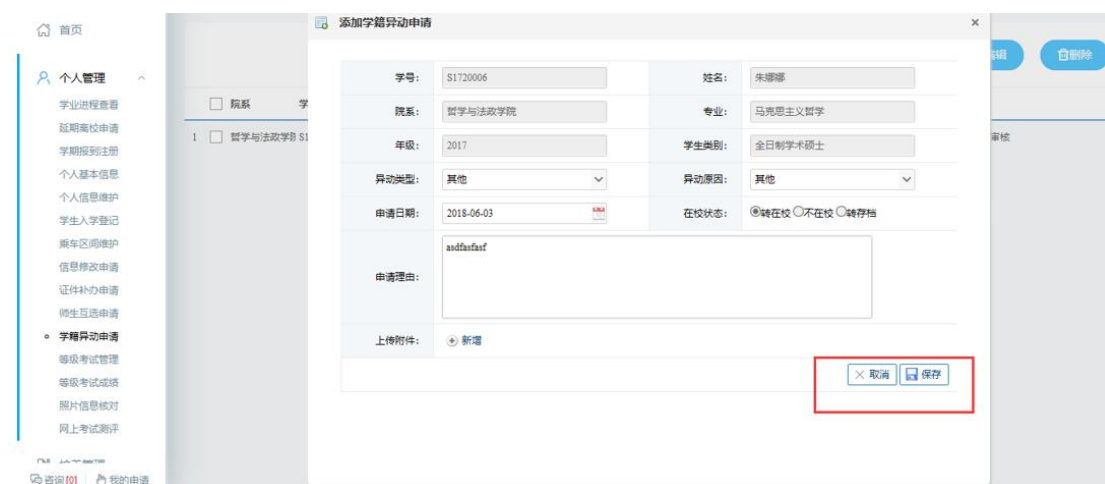 首页
个人管理
学业进程查看
延期离校申请
学期报到注册
个人基本信息
个人信息维护
学生入学登记
乘车区间维护
信息修改申请
证件补办申请
师生互选申请
学籍异动申请
等级考试管理
等级考试成绩
照片信息核对
网上考试测评
咨询[0] 我的申请
删除
院系 学
1 哲学与法政学 S1
审核
添加学籍异动申请
学号: S1720006 姓名: 朱娜娜
院系: 哲学与法政学院 专业: 马克思主义哲学
年级: 2017 学生类别: 全日制学术硕士
异动类型: 其他 异动原因: 其他
申请日期: 2018-06-03 在校状态: 转在校 不在校 转存档
申请理由: asdfasfasf
上传附件: 新增
取消 保存